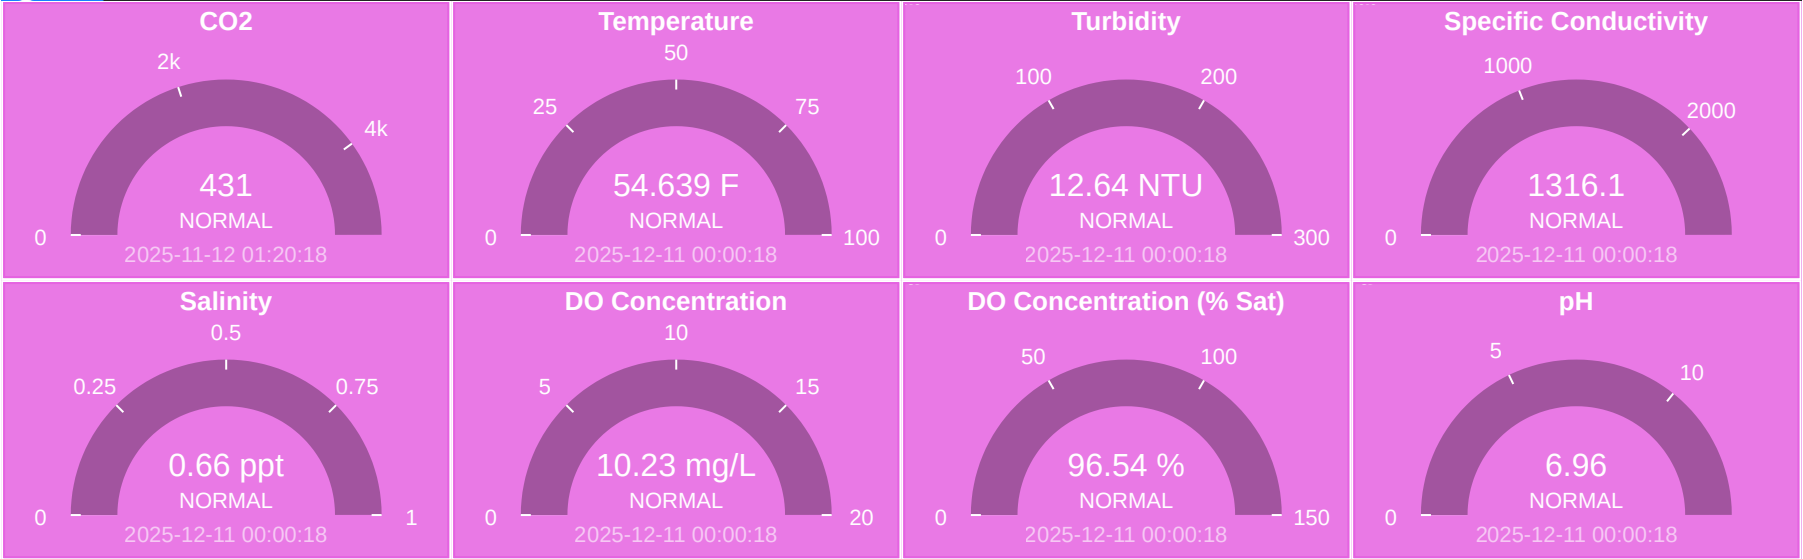 CO2
2k
4k
0
431
NORMAL
2025-11-12 01:20:18
Temperature
50
25
75
0
100
54.639 F
NORMAL
2025-12-11 00:00:18
Turbidity
100
200
0
300
12.64 NTU
NORMAL
2025-12-11 00:00:18
Specific Conductivity
1000
2000
0
1316.1
NORMAL
2025-12-11 00:00:18
Salinity
0.5
0.25
0.75
0
1
0.66 ppt
NORMAL
2025-12-11 00:00:18
DO Concentration
10
5
15
0
20
10.23 mg/L
NORMAL
2025-12-11 00:00:18
DO Concentration (% Sat)
50
100
0
150
96.54 %
NORMAL
2025-12-11 00:00:18
pH
5
10
0
6.96
NORMAL
2025-12-11 00:00:18